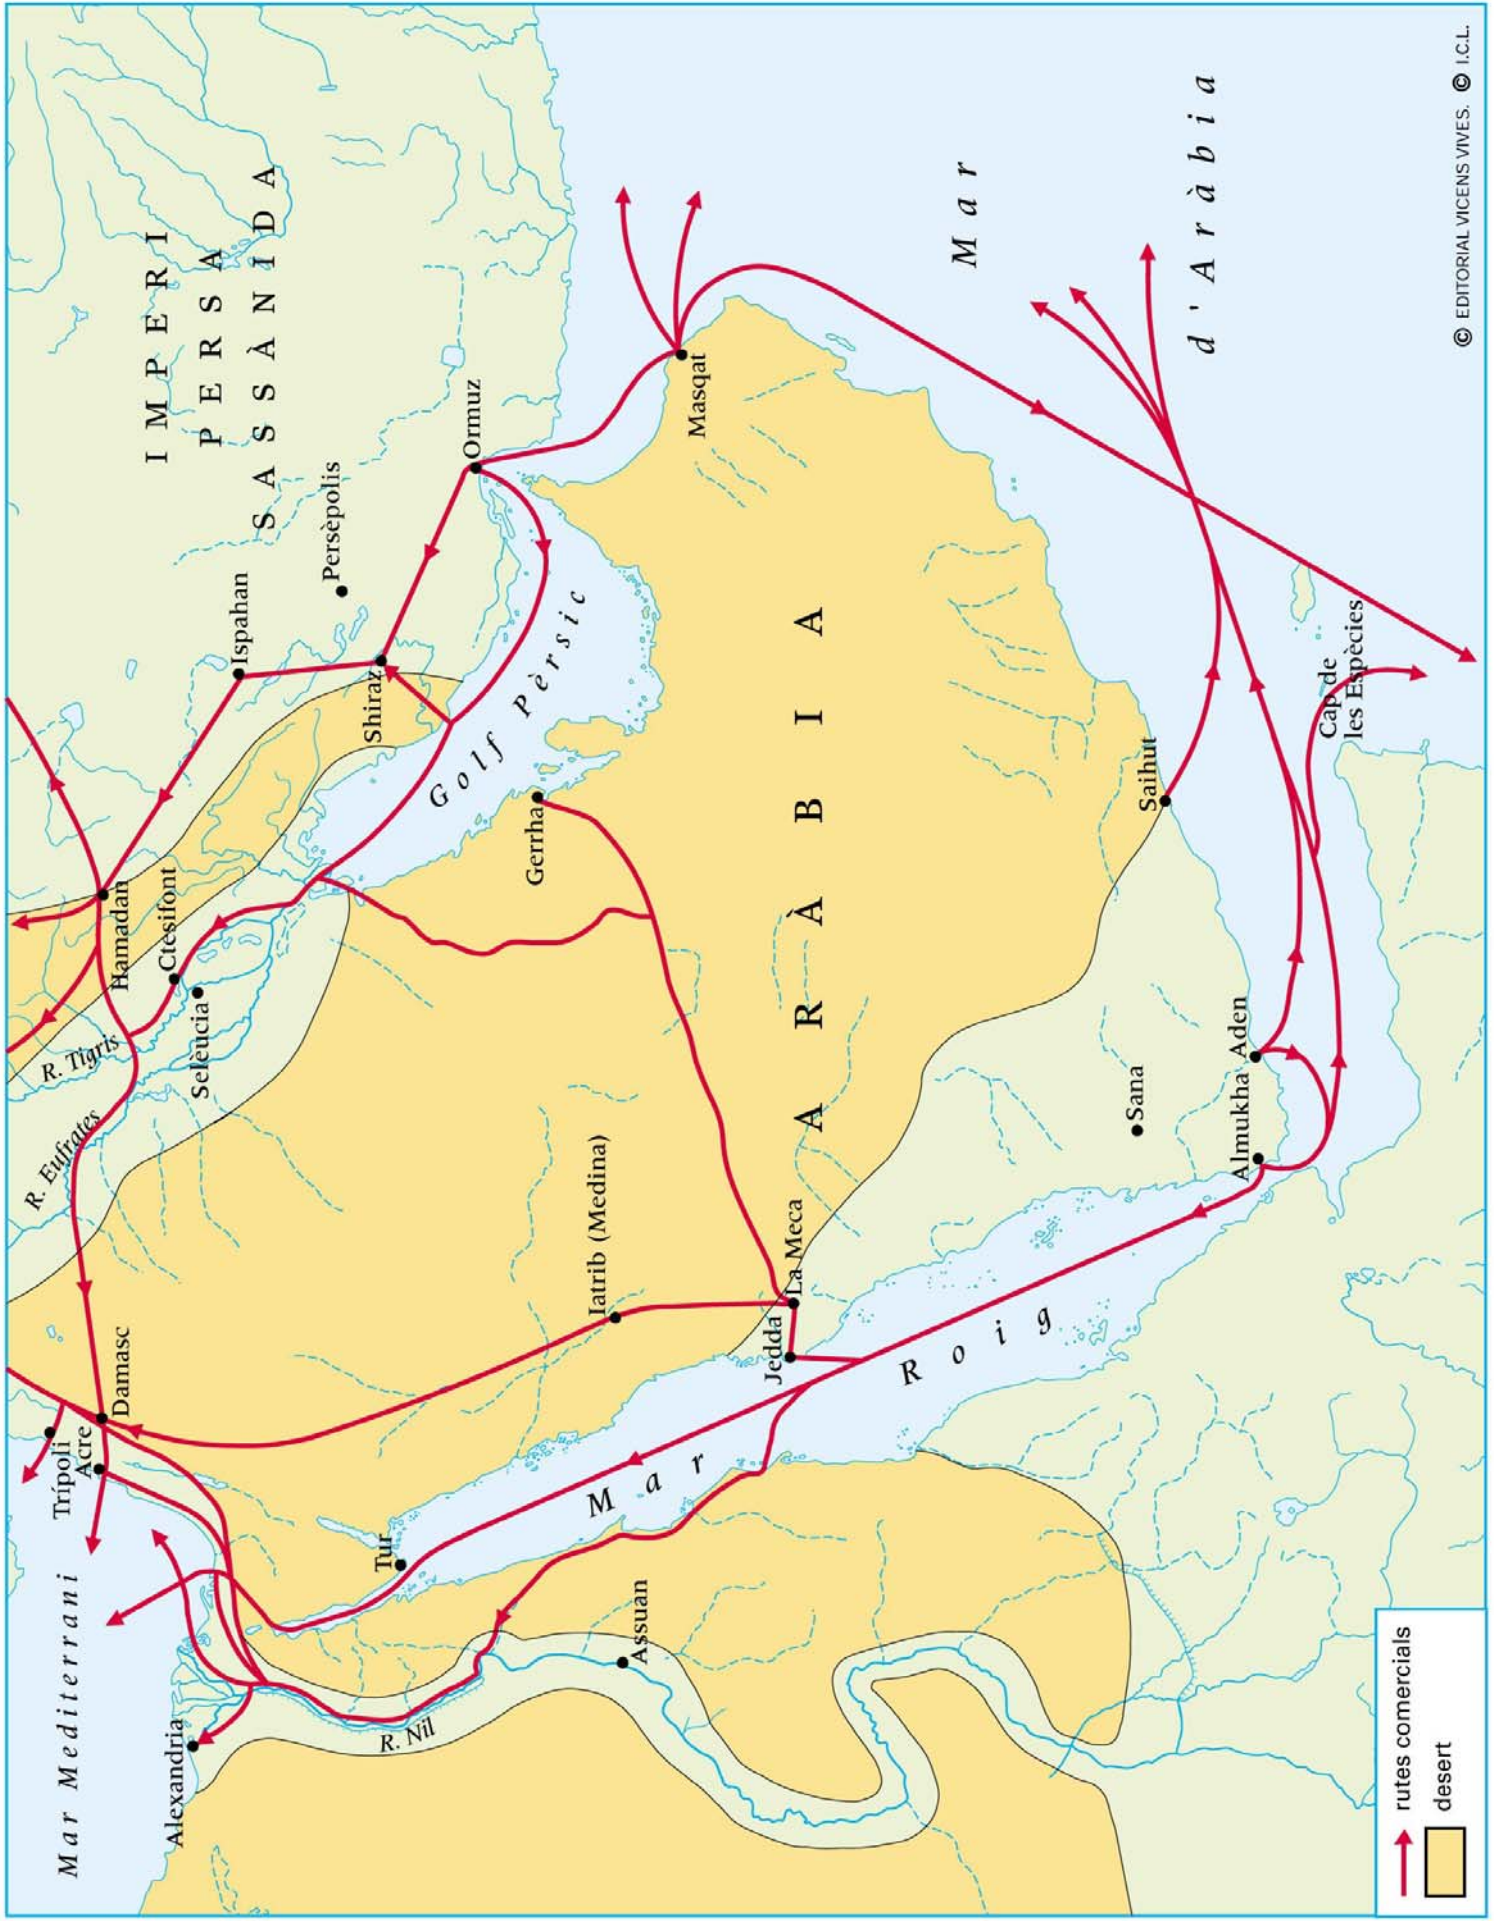 Mar Mediterrani
Alexandria
R. Nil
Assuan
Tur
Trípoli
Acre
Damasc
Iatrib (Medina)
Jedda
La Meca
Mar Roig
R. Eufrates
R. Tigris
Selèucia
Ctesifont
Hamadan
Ispahan
Shiraz
Persèpolis
IMPERI
PERSA
SASSÀNIDA
Ormuz
Golf Pèrsic
Gerrha
Masqat
ARÀBIA
Sana
Almukha
Aden
Saihut
Cap de
les Espècies
Mar
d'Aràbia
rutes comercials
desert
© EDITORIAL VICENS VIVES. © I.C.L.